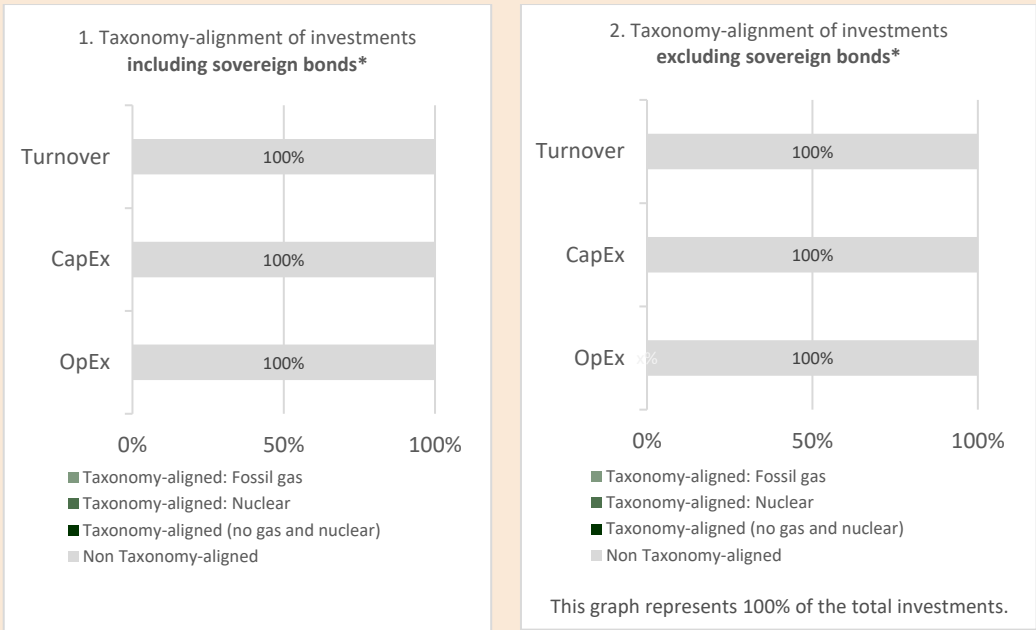 1. Taxonomy-alignment of investments
including sovereign bonds*
Turnover
100%
CapEx
100%
OpEx
100%
0%
50%
100%
Taxonomy-aligned: Fossil gas
Taxonomy-aligned: Nuclear
Taxonomy-aligned (no gas and nuclear)
Non Taxonomy-aligned
2. Taxonomy-alignment of investments
excluding sovereign bonds*
Turnover
100%
CapEx
100%
OpEx
x%
100%
0%
50%
100%
Taxonomy-aligned: Fossil gas
Taxonomy-aligned: Nuclear
Taxonomy-aligned (no gas and nuclear)
Non Taxonomy-aligned
This graph represents 100% of the total investments.